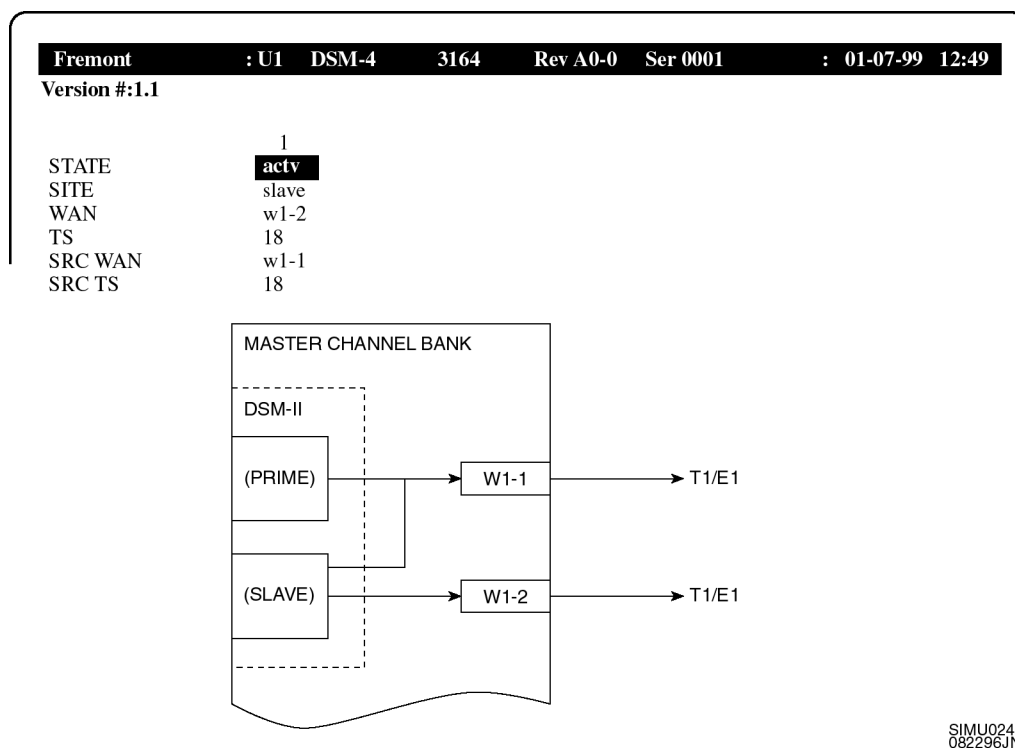 Fremont : U1 DSM-4 3164 Rev A0-0 Ser 0001 : 01-07-99 12:49
Version #:1.1
1
STATE actv
SITE slave
WAN w1-2
TS 18
SRC WAN w1-1
SRC TS 18
MASTER CHANNEL BANK
DSM-II
(PRIME) W1-1 T1/E1
(SLAVE) W1-2 T1/E1
SIMU024
082296JN